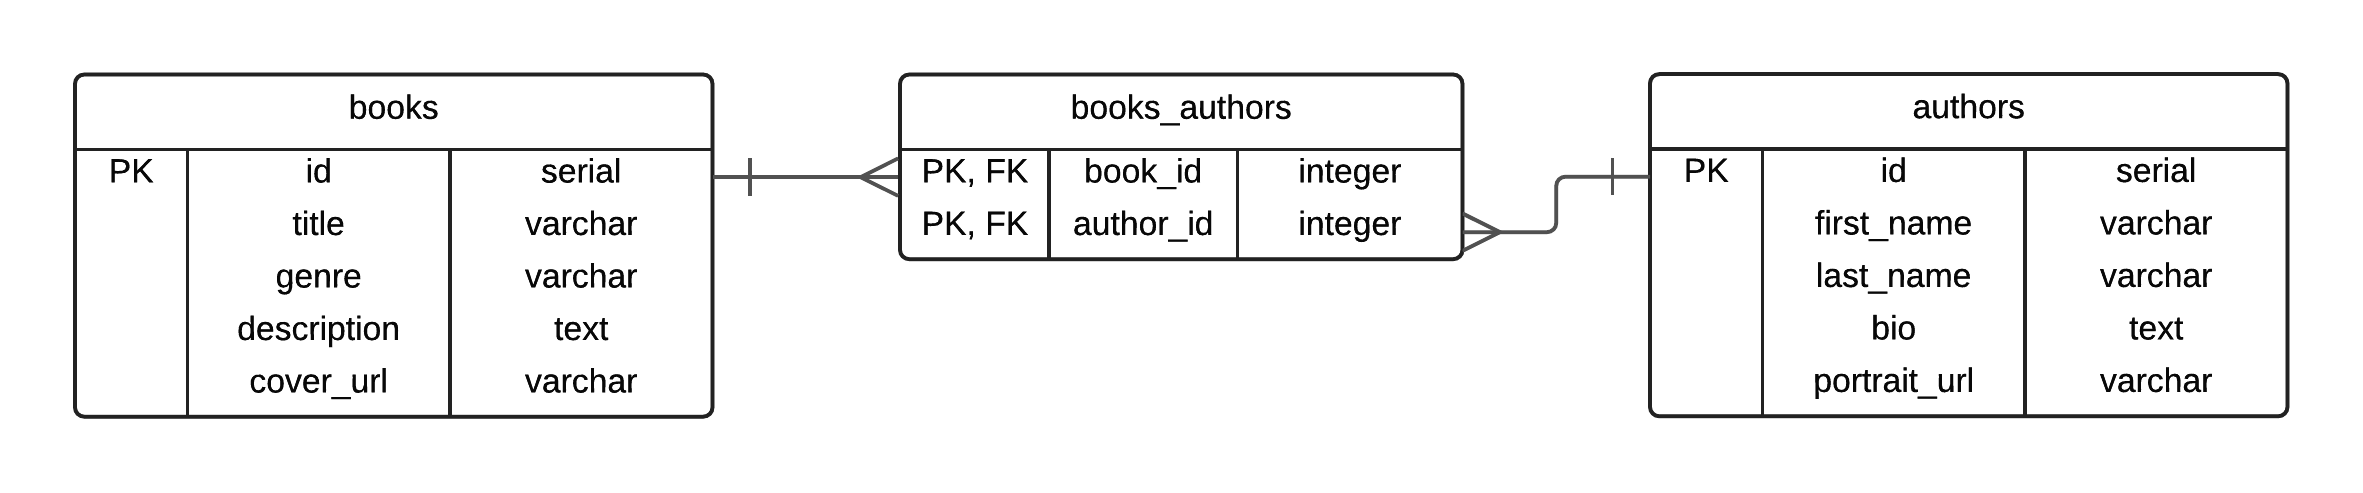 books
PK id serial
title varchar
genre varchar
description text
cover_url varchar
books_authors
PK, FK book_id integer
PK, FK author_id integer
authors
PK id serial
first_name varchar
last_name varchar
bio text
portrait_url varchar